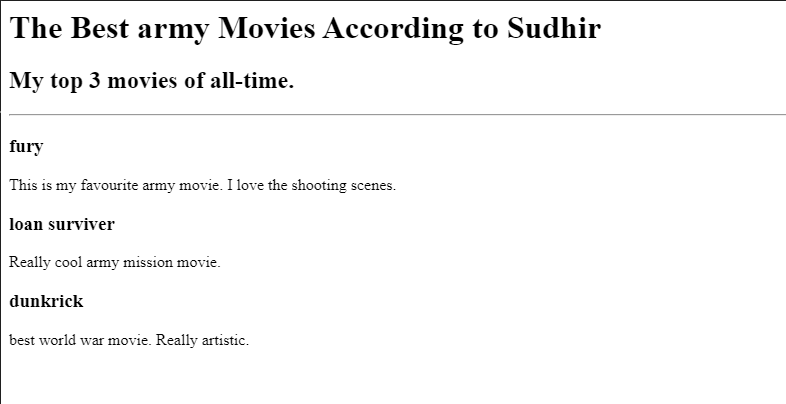 The Best army Movies According to Sudhir
My top 3 movies of all-time.
fury
This is my favourite army movie. I love the shooting scenes.
loan surviver
Really cool army mission movie.
dunkrick
best world war movie. Really artistic.